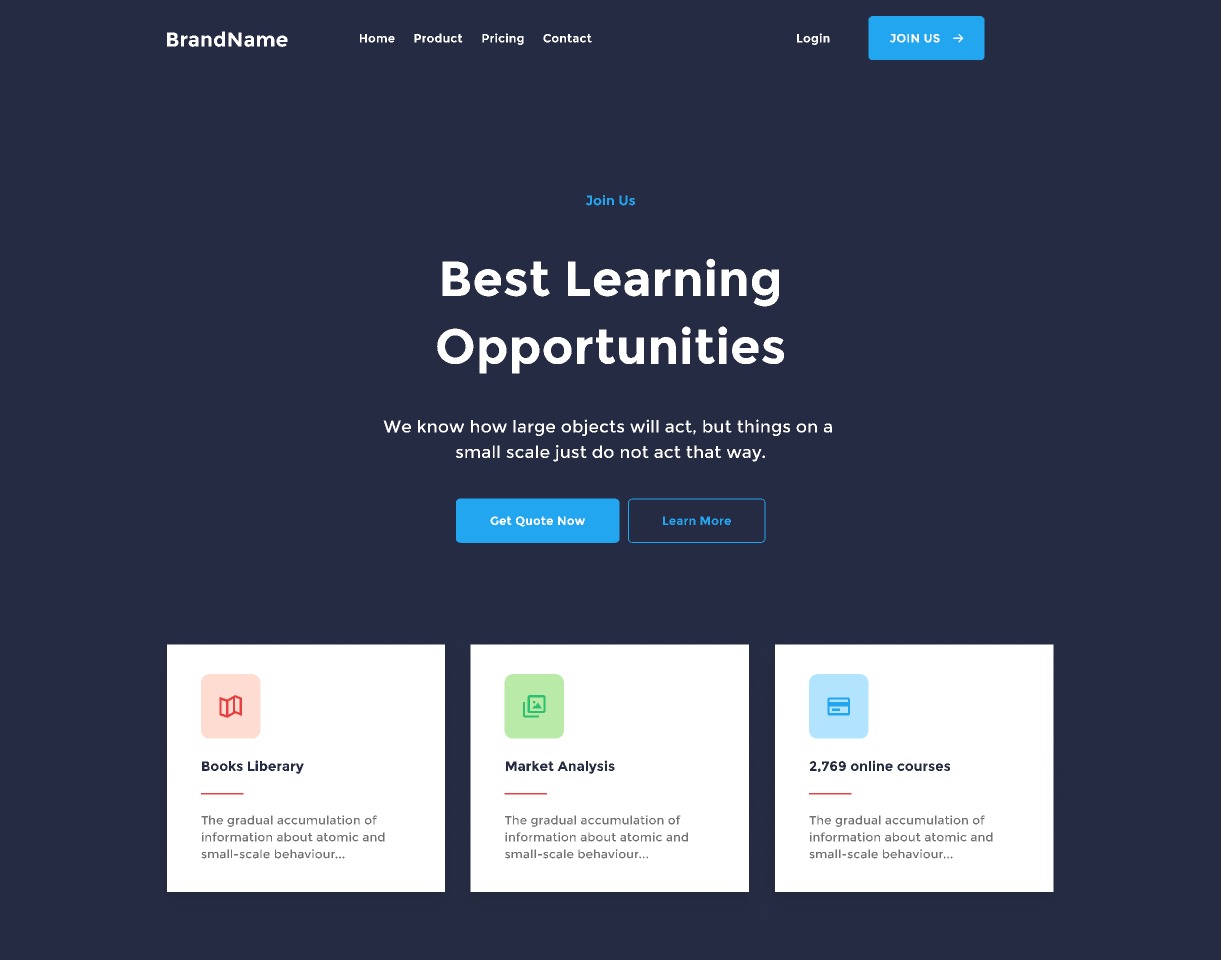 BrandName
Home
Product
Pricing
Contact
Login
JOIN US
Join Us
Best Learning
Opportunities
We know how large objects will act, but things on a
small scale just do not act that way.
Get Quote Now
Learn More
Books Liberary
The gradual accumulation of
information about atomic and
small-scale behaviour...
Market Analysis
The gradual accumulation of
information about atomic and
small-scale behaviour...
2,769 online courses
The gradual accumulation of
information about atomic and
small-scale behaviour...